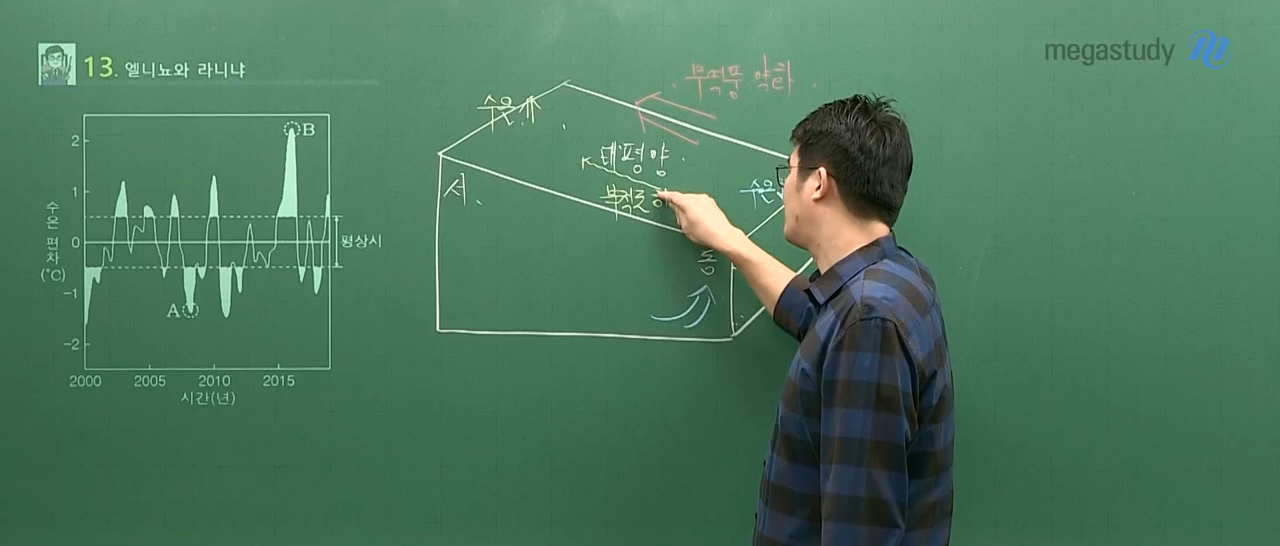 megastudy
13. 엘니뇨와 라니냐
수온 편차(℃)
2
1
0
-1
-2
B
A
평상시
2000 2005 2010 2015
시간(년)
무역풍 약화
수온↑
태평양
서
수온
동